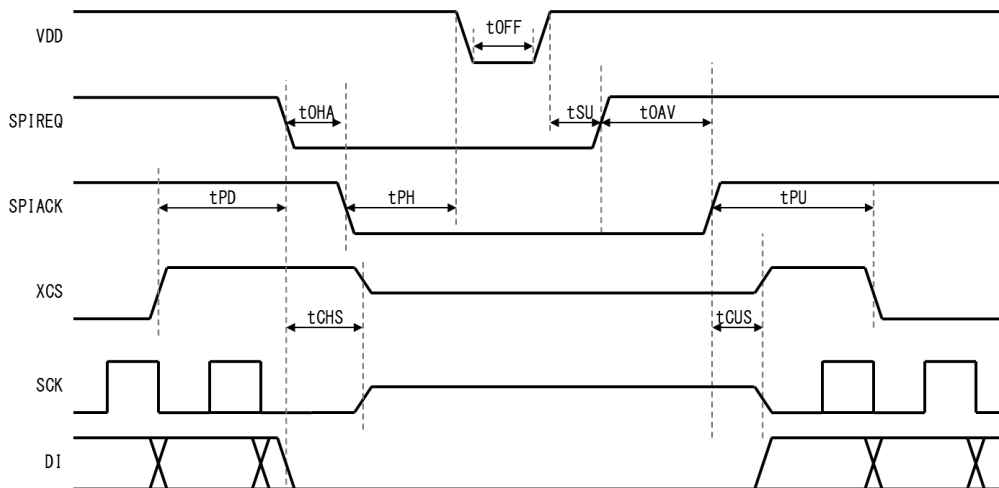 VDD
tOFF
SPIREQ
tOHA
tSU
tOAV
SPIACK
tPD
tPH
tPU
XCS
tCHS
tCUS
SCK
DI